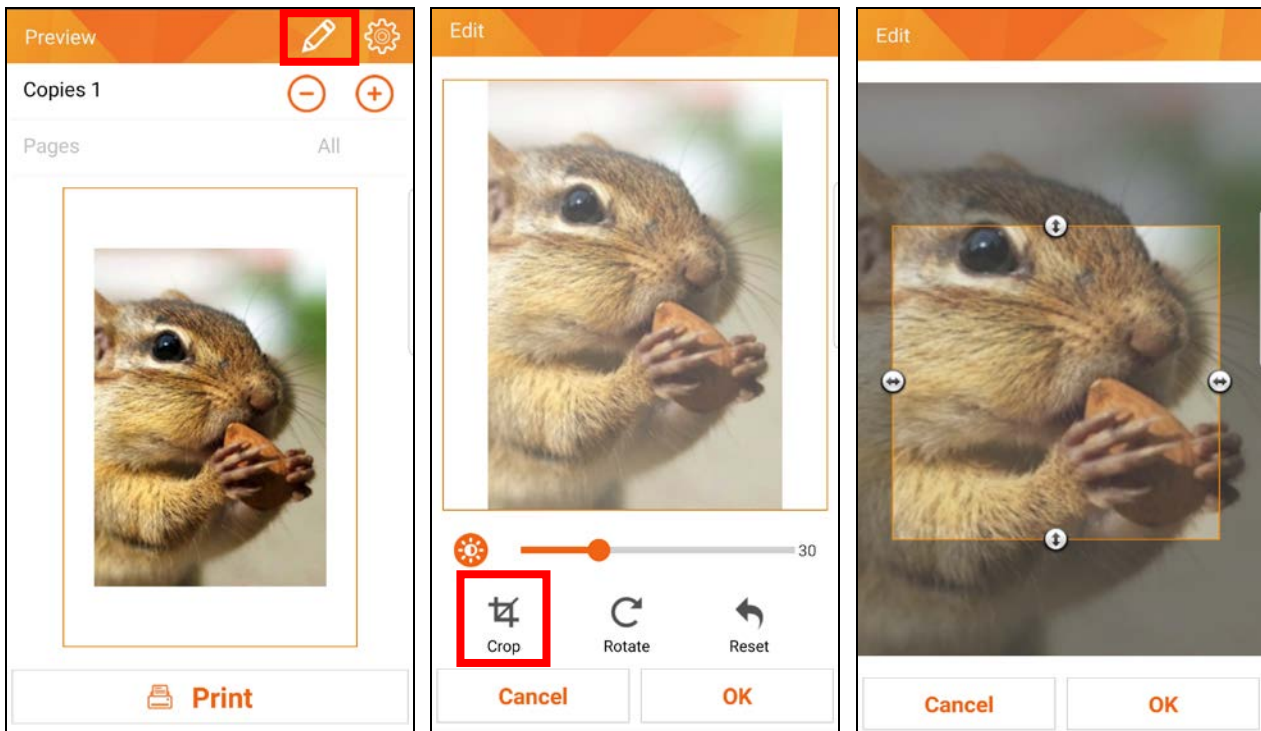 Preview
Copies 1
Pages All
Print
Edit
30
Crop Rotate Reset
Cancel OK
Edit
Cancel OK